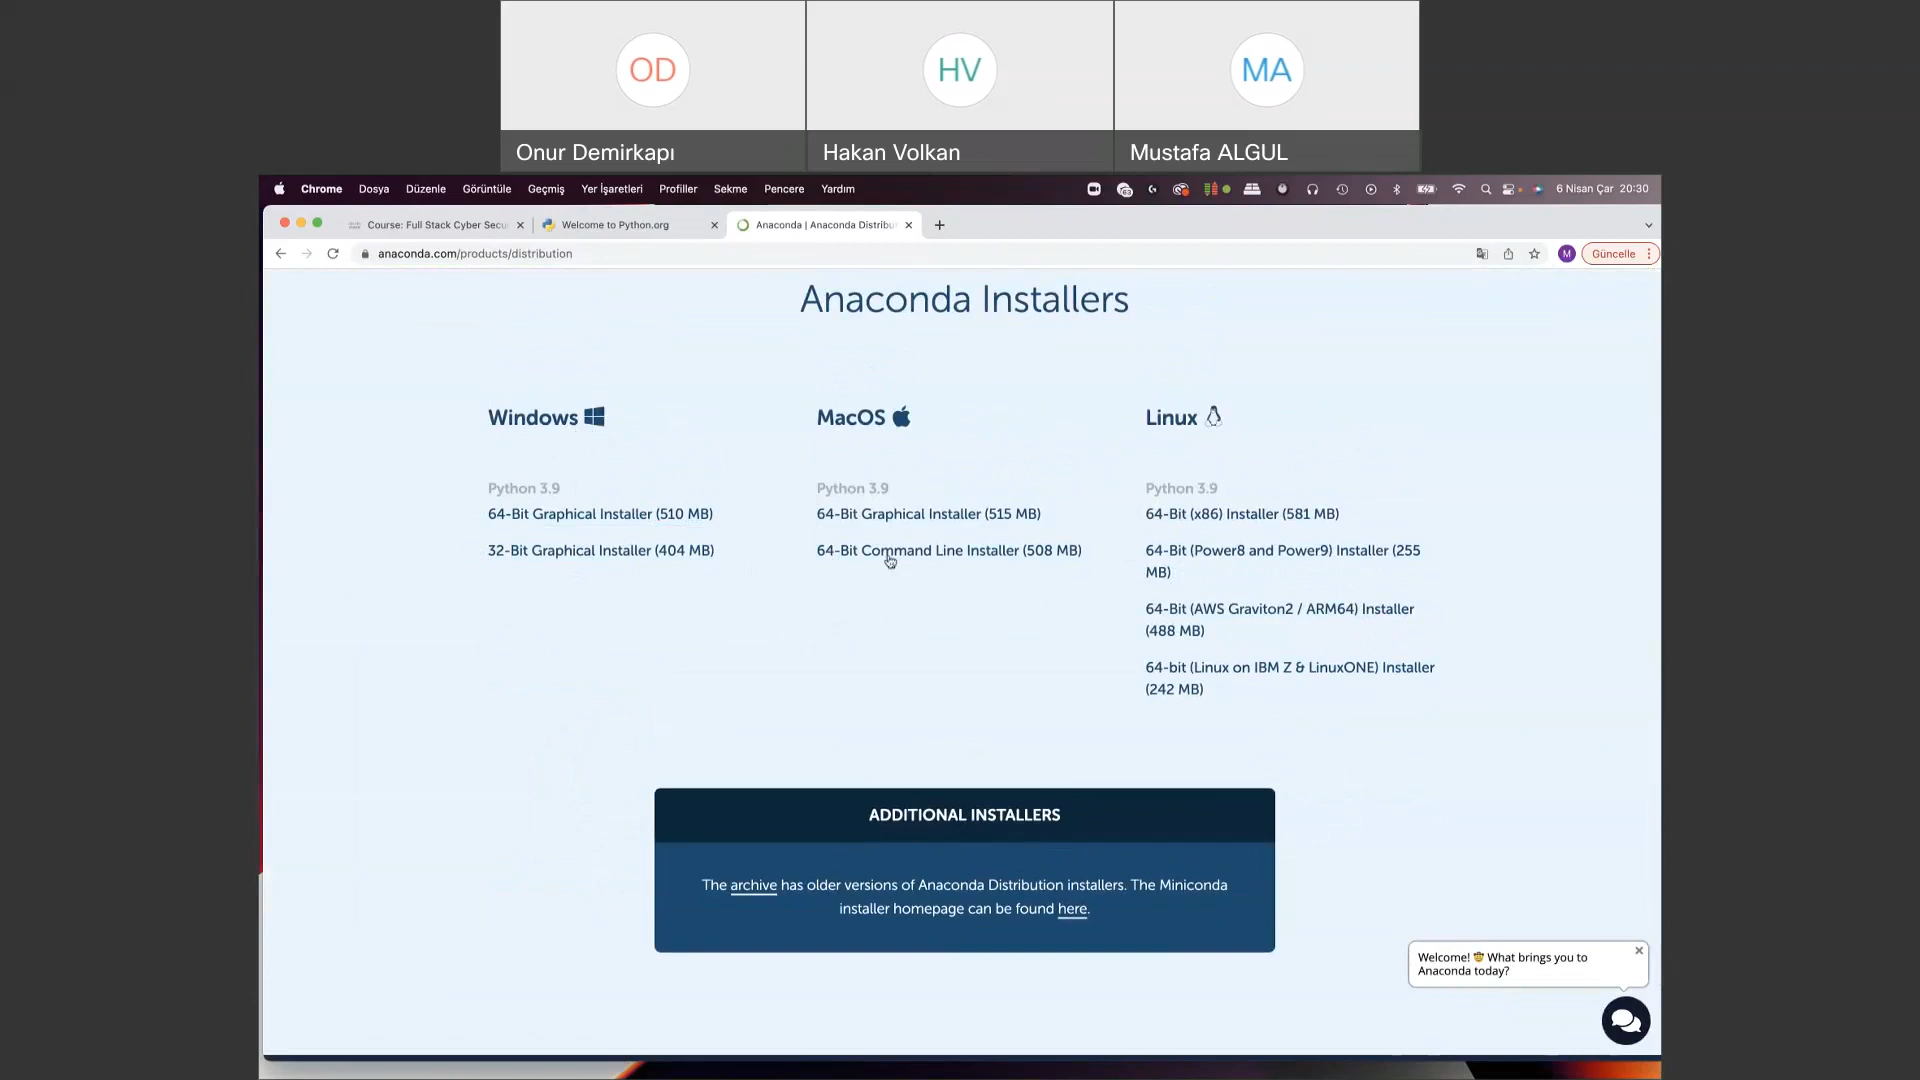 OD
HV
MA
Onur Demirkapı
Hakan Volkan
Mustafa ALGUL
Chrome Dosya Düzenle Görüntüle Geçmiş Yer İşaretleri Profiller Sekme Pencere Yardım
63
6 Nisan Çar 20:30
Course: Full Stack Cyber Secu
Welcome to Python.org
Anaconda | Anaconda Distribu
anaconda.com/products/distribution
M
Güncelle
Anaconda Installers
Windows
Python 3.9
64-Bit Graphical Installer (510 MB)
32-Bit Graphical Installer (404 MB)
MacOS
Python 3.9
64-Bit Graphical Installer (515 MB)
64-Bit Command Line Installer (508 MB)
Linux
Python 3.9
64-Bit (x86) Installer (581 MB)
64-Bit (Power8 and Power9) Installer (255
MB)
64-Bit (AWS Graviton2 / ARM64) Installer
(488 MB)
64-bit (Linux on IBM Z & LinuxONE) Installer
(242 MB)
ADDITIONAL INSTALLERS
The archive has older versions of Anaconda Distribution installers. The Miniconda
installer homepage can be found here.
Welcome! 🤠 What brings you to
Anaconda today?